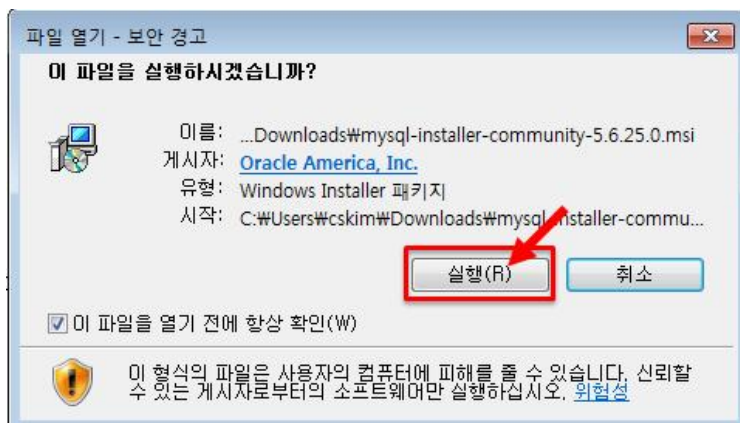 파일 열기 - 보안 경고
이 파일을 실행하시겠습니까?
이름: ...Downloads₩mysql-installer-community-5.6.25.0.msi
게시자: Oracle America, Inc.
유형: Windows Installer 패키지
시작: C:₩Users₩cskim₩Downloads₩mysql-installer-commu...
실행(R) 취소
이 파일을 열기 전에 항상 확인(W)
이 형식의 파일은 사용자의 컴퓨터에 피해를 줄 수 있습니다. 신뢰할
수 있는 게시자로부터의 소프트웨어만 실행하십시오. 위험성